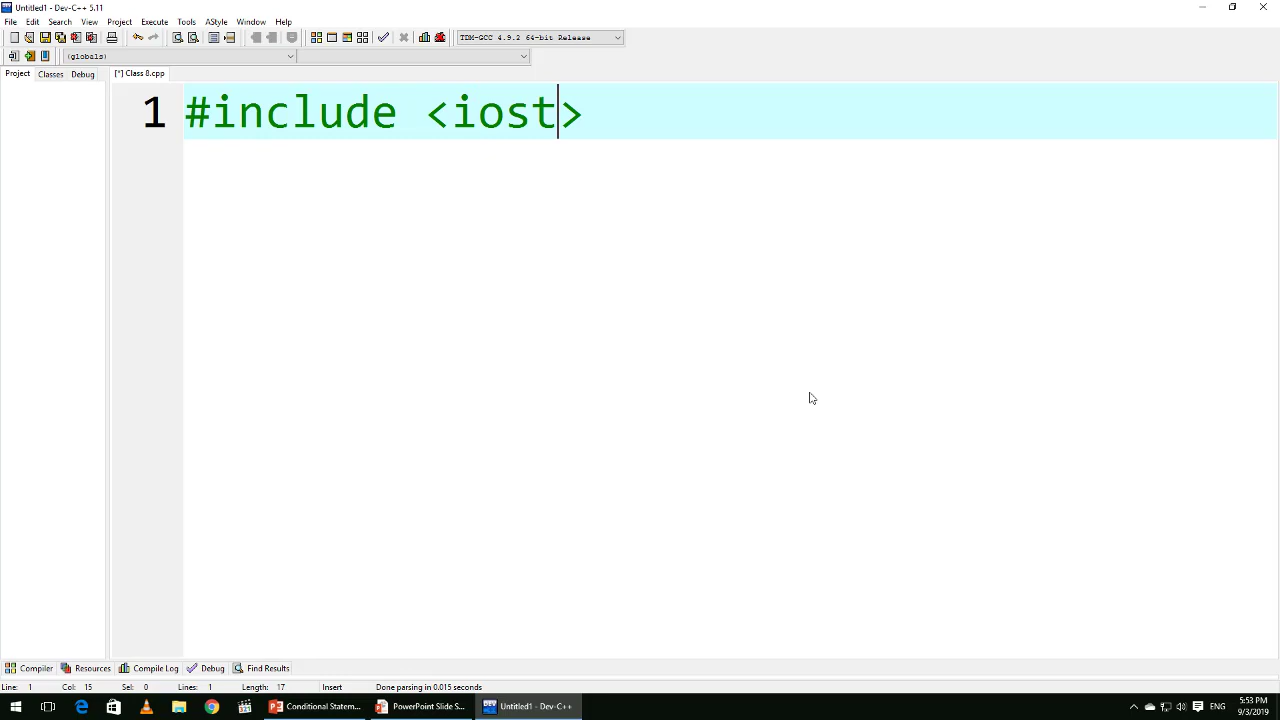 Untitled1 - Dev-C++ 5.11
File Edit Search View Project Execute Tools AStyle Window Help
TDM-GCC 4.9.2 64-bit Release
(globals)
Project Classes Debug [*] Class 8.cpp
1 #include <iost>
Compiler Resources Compile Log Debug Find Results
Line: 1 Col: 15 Sel: 0 Lines: 1 Length: 17 Insert Done parsing in 0.015 seconds
Conditional Statem... PowerPoint Slide S... Untitled1 - Dev-C++ ENG 5:53 PM
9/3/2019